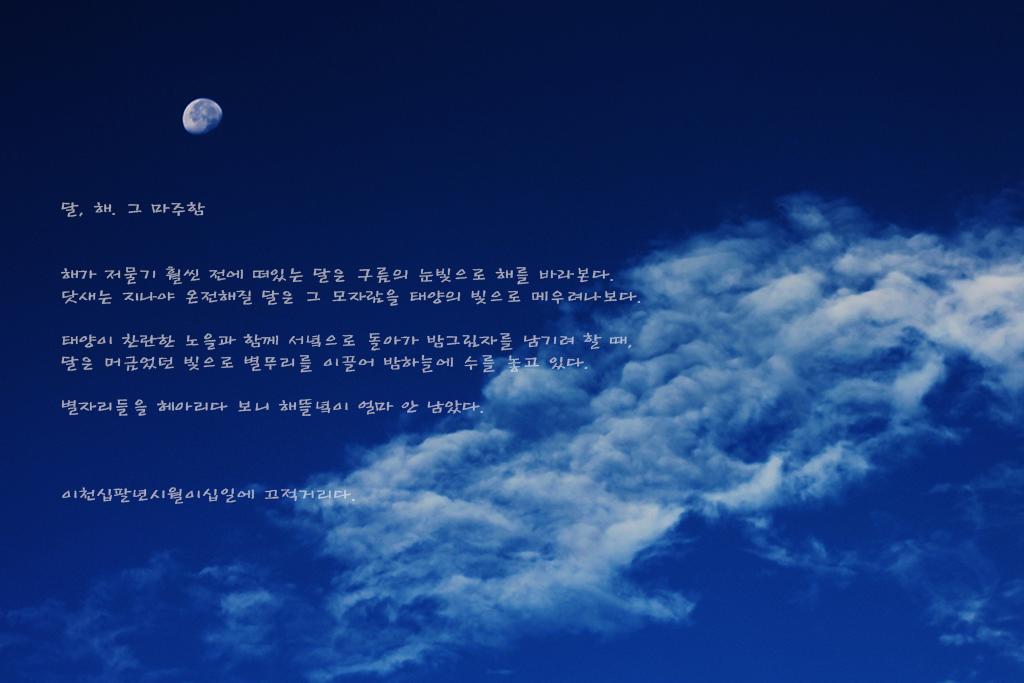 달, 해. 그 마주함
해가 저물기 훨씬 전에 떠있는 달은 구름의 눈빛으로 해를 바라본다.
닷새는 지나야 온전해질 달은 그 모자람을 태양의 빛으로 메우려나보다.
태양이 찬란한 노을과 함께 서녘으로 돌아가 밤그림자를 남기려 할 때,
달은 머금었던 빛으로 별무리를 이끌어 밤하늘에 수를 놓고 있다.
별자리들을 헤아리다 보니 해뜰녘이 얼마 안 남았다.
이천십팔년시월이십일에 끄적거리다.